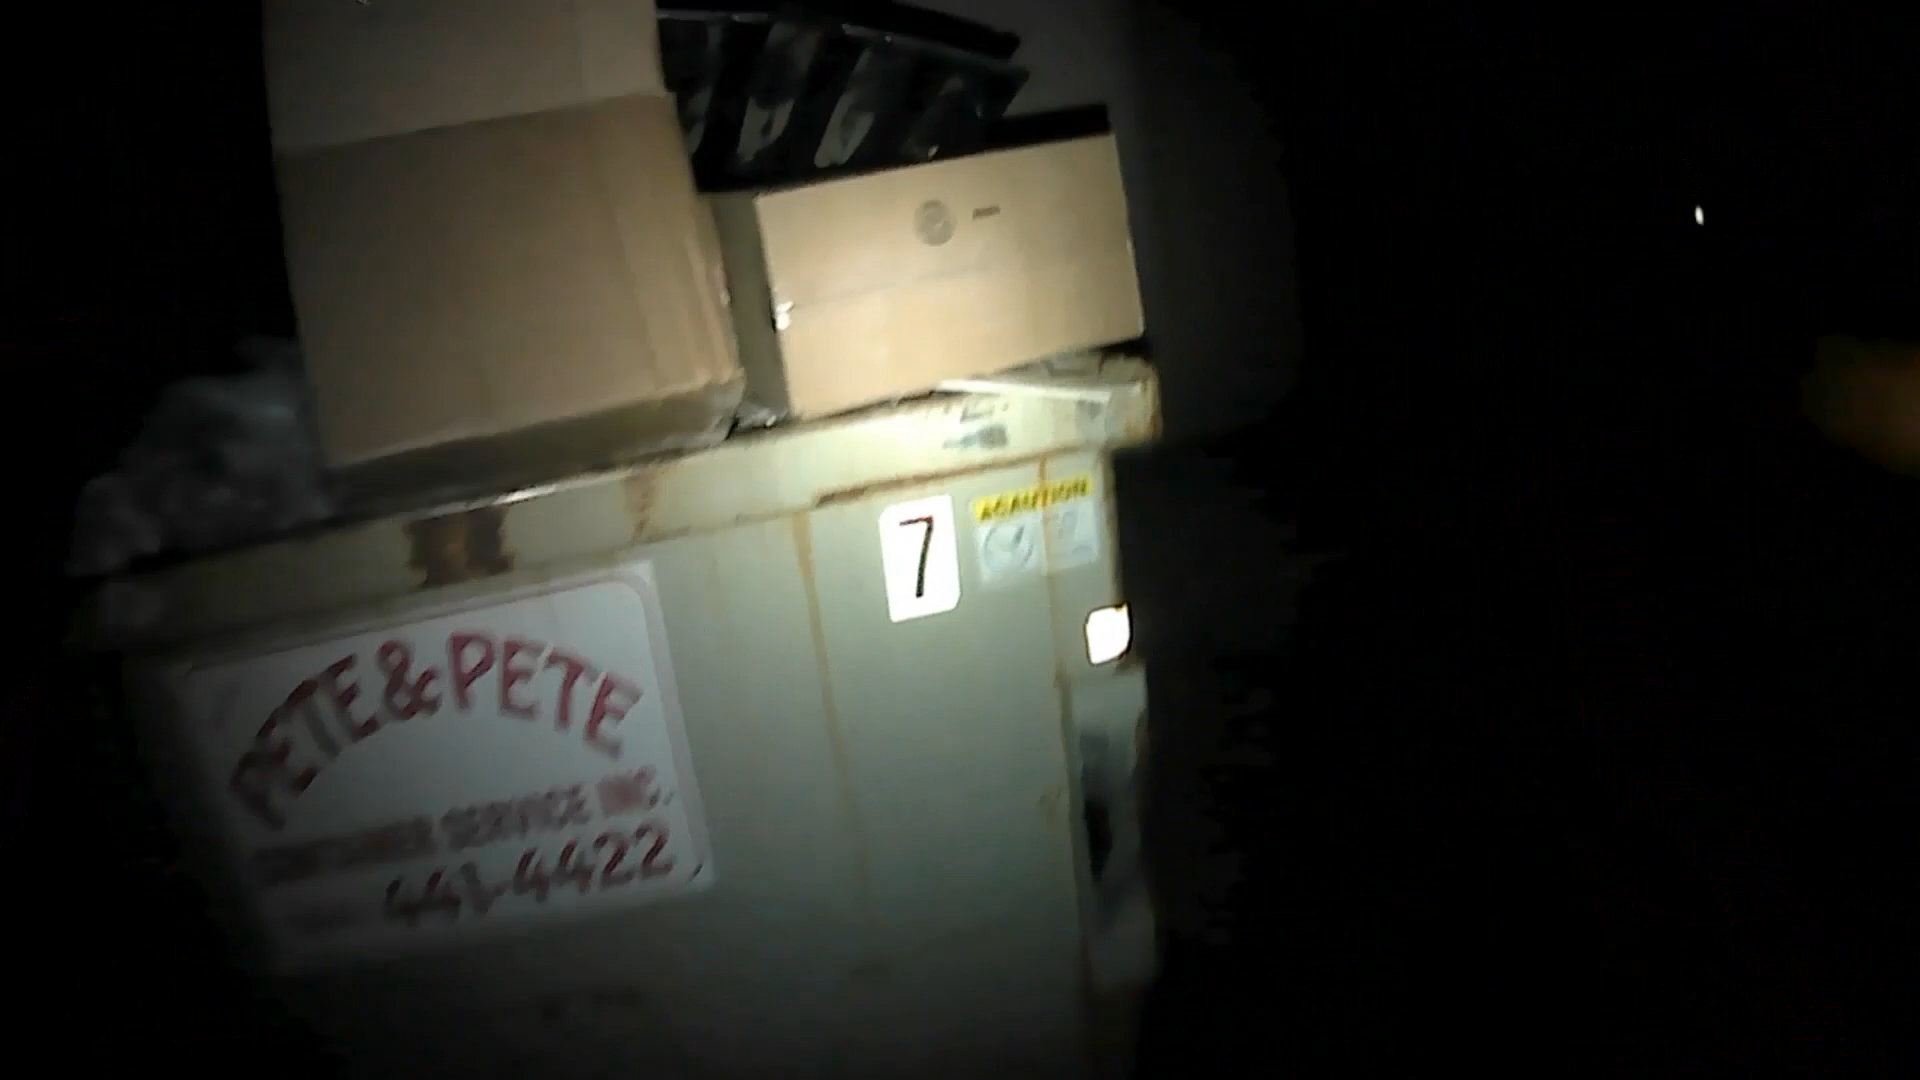 7
⚠CAUTION
PETE&PETE
CONTAINER SERVICE INC.
441-4422